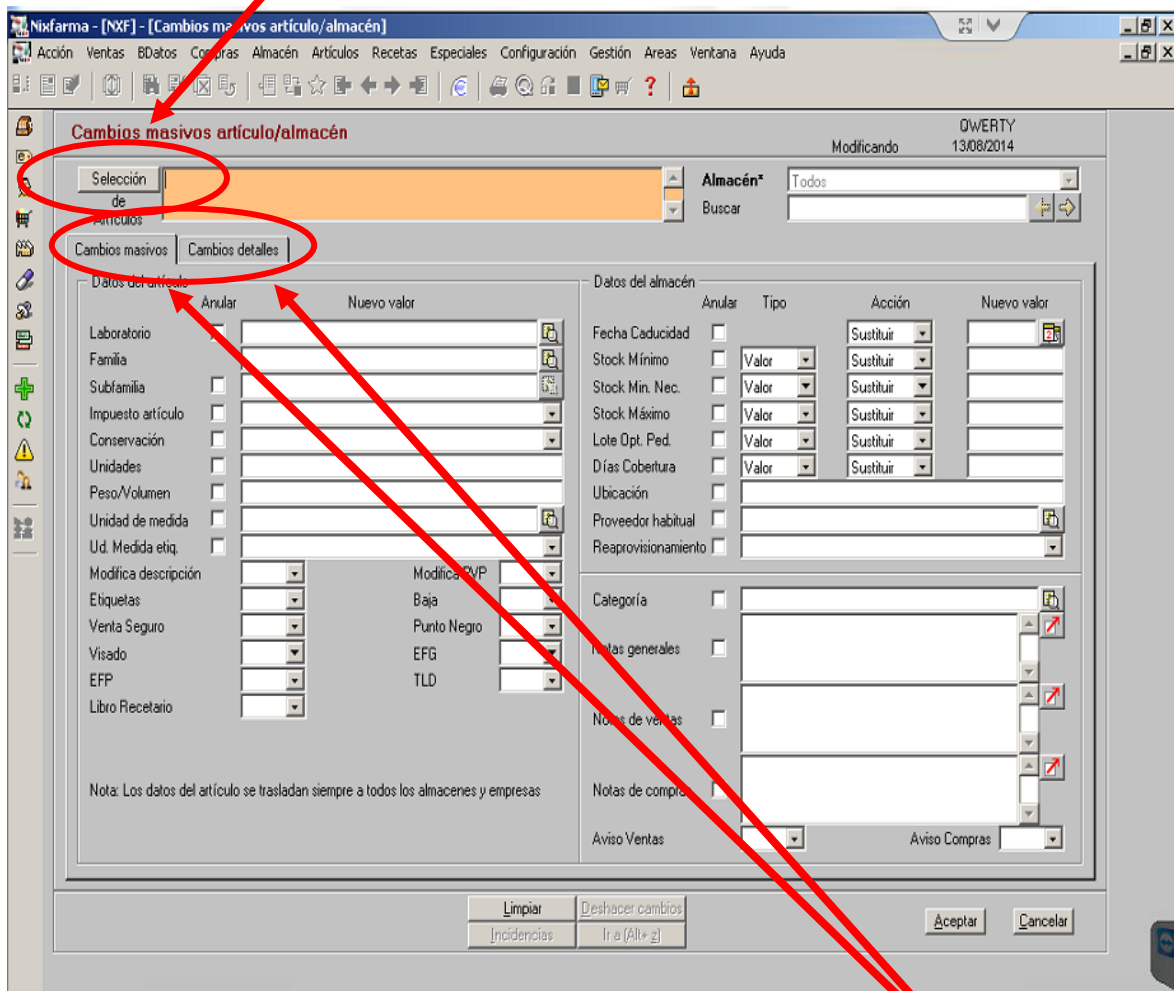 Nixfarma - [NXF] - [Cambios masivos artículo/almacén]
Acción Ventas BDatos Compras Almacén Artículos Recetas Especiales Configuración Gestión Areas Ventana Ayuda
Cambios masivos artículo/almacén
QWERTY
Modificando 13/08/2014
Selección
de
Artículos
Almacén* Todos
Buscar
Cambios masivos Cambios detalles
Datos del artículo
Anular Nuevo valor
Laboratorio
Familia
Subfamilia
Impuesto artículo
Conservación
Unidades
Peso/Volumen
Unidad de medida
Ud. Medida etiq.
Modifica descripción Modifica PVP
Etiquetas Baja
Venta Seguro Punto Negro
Visado EFG
EFP TLD
Libro Recetario
Nota: Los datos del artículo se trasladan siempre a todos los almacenes y empresas
Datos del almacén
Anular Tipo Acción Nuevo valor
Fecha Caducidad Sustituir
Stock Mínimo Valor Sustituir
Stock Min. Nec. Valor Sustituir
Stock Máximo Valor Sustituir
Lote Opt. Ped. Valor Sustituir
Días Cobertura Valor Sustituir
Ubicación
Proveedor habitual
Reaprovisionamiento
Categoría
Notas generales
Notas de ventas
Notas de compras
Aviso Ventas Aviso Compras
Limpiar Deshacer cambios
Incidencias Ir a (Alt+ z)
Aceptar Cancelar